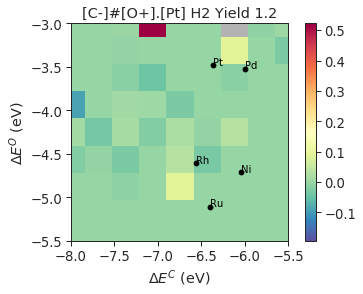 [C-]#[O+].[Pt] H2 Yield 1.2
−3.0
−3.5
−4.0
−4.5
−5.0
−5.5
ΔE^O (eV)
Pt
Pd
Rh
Ni
Ru
−8.0 −7.5 −7.0 −6.5 −6.0 −5.5
ΔE^C (eV)
0.5
0.4
0.3
0.2
0.1
0.0
−0.1